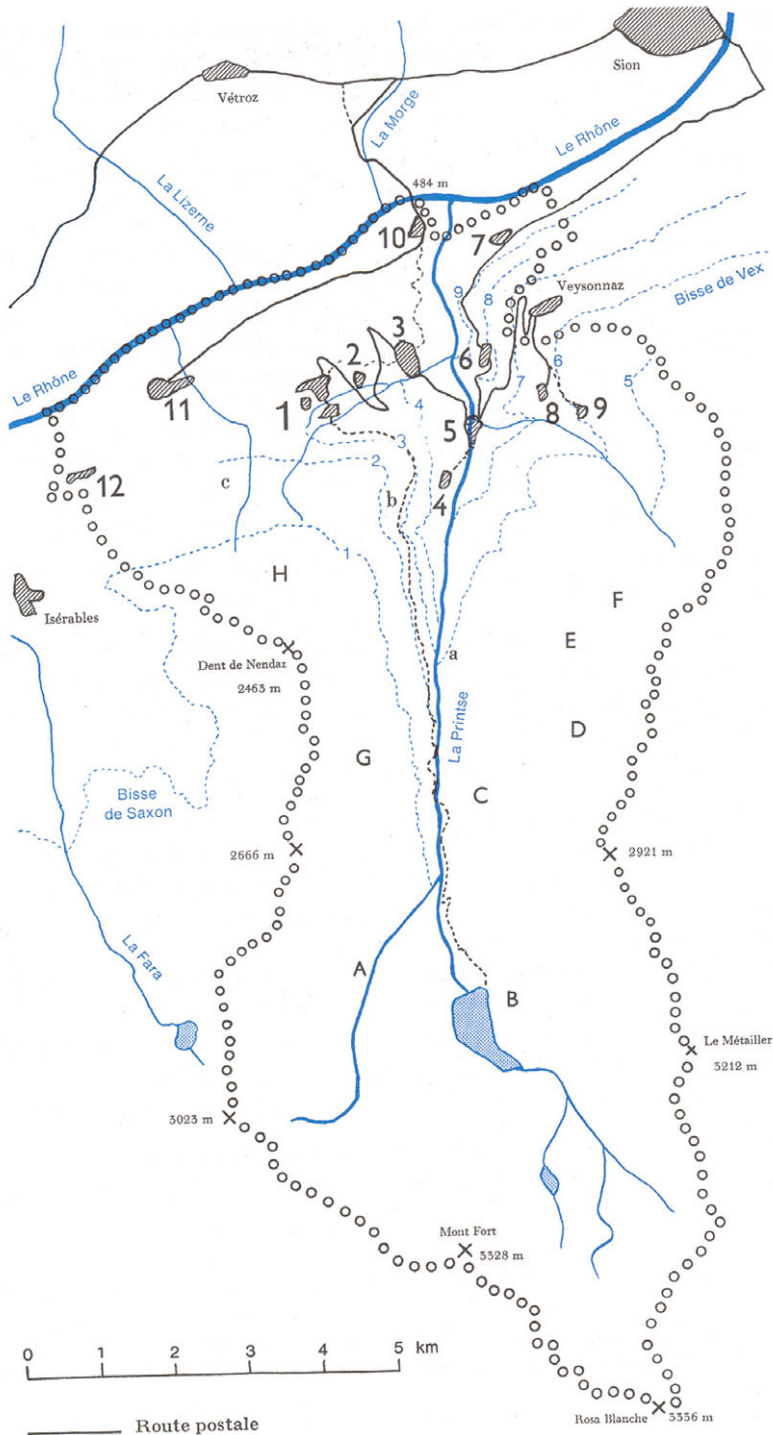 Sion
Vétroz
La Morge
Le Rhône
La Lizerne
484 m
10
7
9
8
Veysonnaz
Bisse de Vex
3
6
2
6
5
7
Le Rhône
11
1
4
8
9
5
3
2
12
c
b
4
1
H
F
Isérables
a
E
Dent de Nendaz
2463 m
La Printse
D
G
C
Bisse
de Saxon
2666 m
2921 m
La Fara
A
B
Le Métailler
3212 m
3023 m
Mont Fort
3328 m
0 1 2 3 4 5 km
Rosa Blanche 3336 m
Route postale